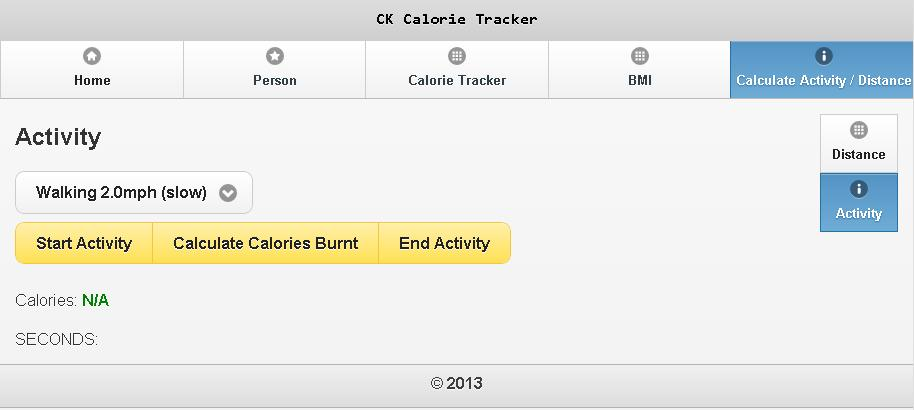 CK Calorie Tracker
Home Person Calorie Tracker BMI Calculate Activity / Distance
Activity
Distance
Activity
Walking 2.0mph (slow)
Start Activity Calculate Calories Burnt End Activity
Calories: N/A
SECONDS:
© 2013